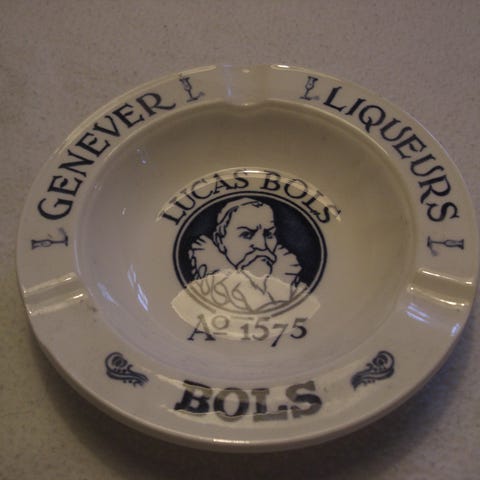 GENEVER
LIQUEURS
LUCAS BOLS
Aº 1575
BOLS